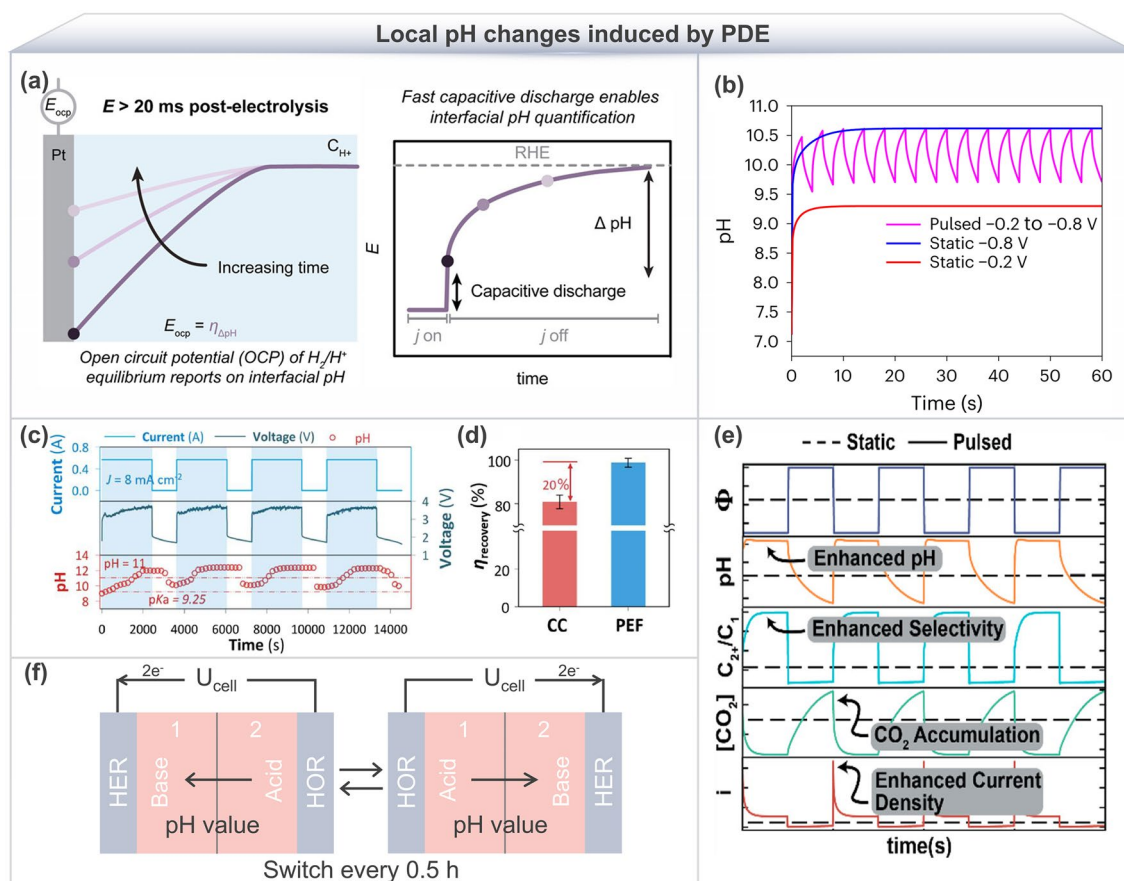 Local pH changes induced by PDE
(a)
E_ocp
E > 20 ms post-electrolysis
Pt
C_H+
Increasing time
E_ocp = η_ΔpH
Open circuit potential (OCP) of H₂/H⁺
equilibrium reports on interfacial pH
Fast capacitive discharge enables
interfacial pH quantification
RHE
E
Δ pH
Capacitive discharge
j on
j off
time
(b)
pH
11.0
10.5
10.0
9.5
9.0
8.5
8.0
7.5
7.0
Pulsed −0.2 to −0.8 V
Static −0.8 V
Static −0.2 V
0 10 20 30 40 50 60
Time (s)
(c)
Current (A) Voltage (V) pH
Current (A)
0.8
0.4
0.0
J = 8 mA cm⁻²
Voltage (V)
4
3
2
1
pH
14
12
10
8
pH = 11
pKa = 9.25
0 2000 4000 6000 8000 10000 12000 14000
Time (s)
(d)
η_recovery (%)
100
80
20
0
20%
CC PEF
(e)
Static Pulsed
Φ
pH
Enhanced pH
C₂₊/C₁
Enhanced Selectivity
[CO₂]
CO₂ Accumulation
i
Enhanced Current
Density
time(s)
(f)
2e⁻
U_cell
HER
1
Base
2
Acid
HOR
pH value
U_cell
2e⁻
HOR
1
Acid
2
Base
HER
pH value
Switch every 0.5 h